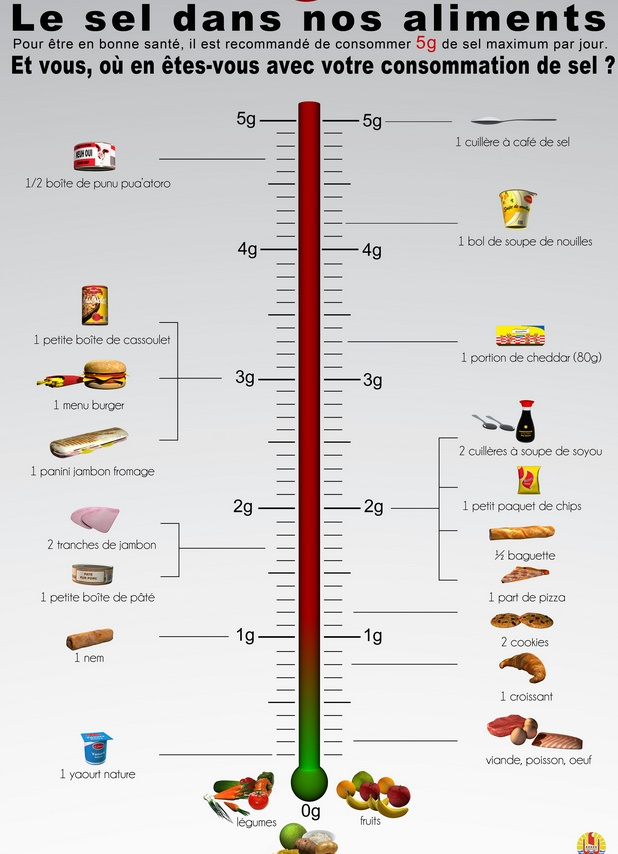 Le sel dans nos aliments
Pour être en bonne santé, il est recommandé de consommer 5g de sel maximum par jour.
Et vous, où en êtes-vous avec votre consommation de sel ?
5g
5g
1 cuillère à café de sel
1/2 boîte de punu pua'atoro
1 bol de soupe de nouilles
4g
4g
1 petite boîte de cassoulet
1 portion de cheddar (80g)
3g
3g
1 menu burger
2 cuillères à soupe de soyou
1 panini jambon fromage
2g
2g
1 petit paquet de chips
2 tranches de jambon
½ baguette
1 petite boîte de pâté
1 part de pizza
1g
1g
2 cookies
1 nem
1 croissant
viande, poisson, oeuf
1 yaourt nature
0g
légumes
fruits